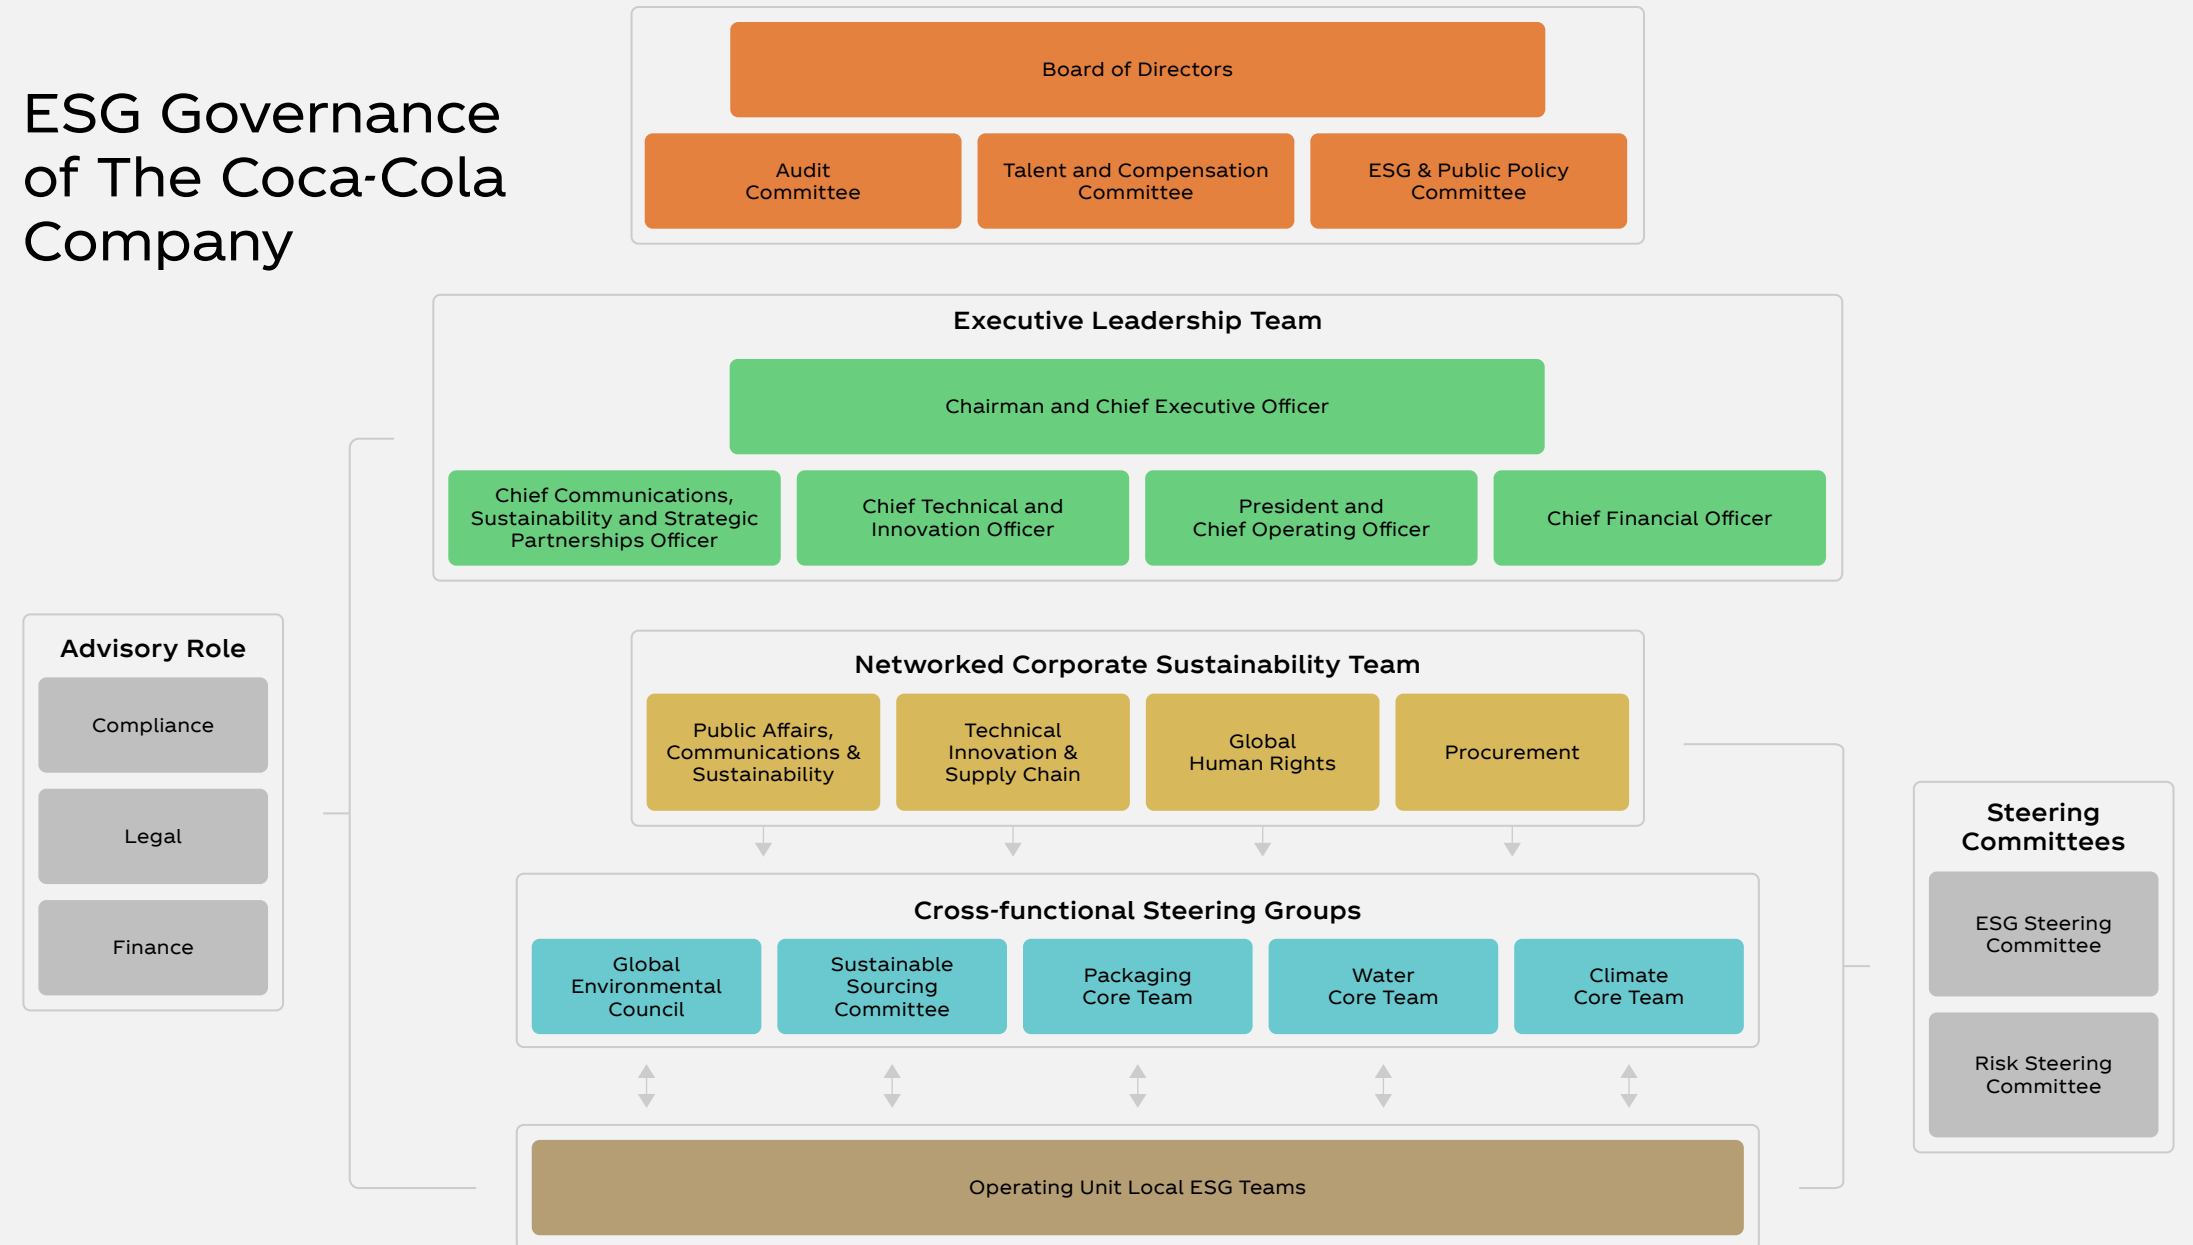 ESG Governance
of The Coca-Cola
Company
Board of Directors
Audit
Committee
Talent and Compensation
Committee
ESG & Public Policy
Committee
Executive Leadership Team
Chairman and Chief Executive Officer
Chief Communications,
Sustainability and Strategic
Partnerships Officer
Chief Technical and
Innovation Officer
President and
Chief Operating Officer
Chief Financial Officer
Advisory Role
Compliance
Legal
Finance
Networked Corporate Sustainability Team
Public Affairs,
Communications &
Sustainability
Technical
Innovation &
Supply Chain
Global
Human Rights
Procurement
Cross-functional Steering Groups
Global
Environmental
Council
Sustainable
Sourcing
Committee
Packaging
Core Team
Water
Core Team
Climate
Core Team
Operating Unit Local ESG Teams
Steering
Committees
ESG Steering
Committee
Risk Steering
Committee